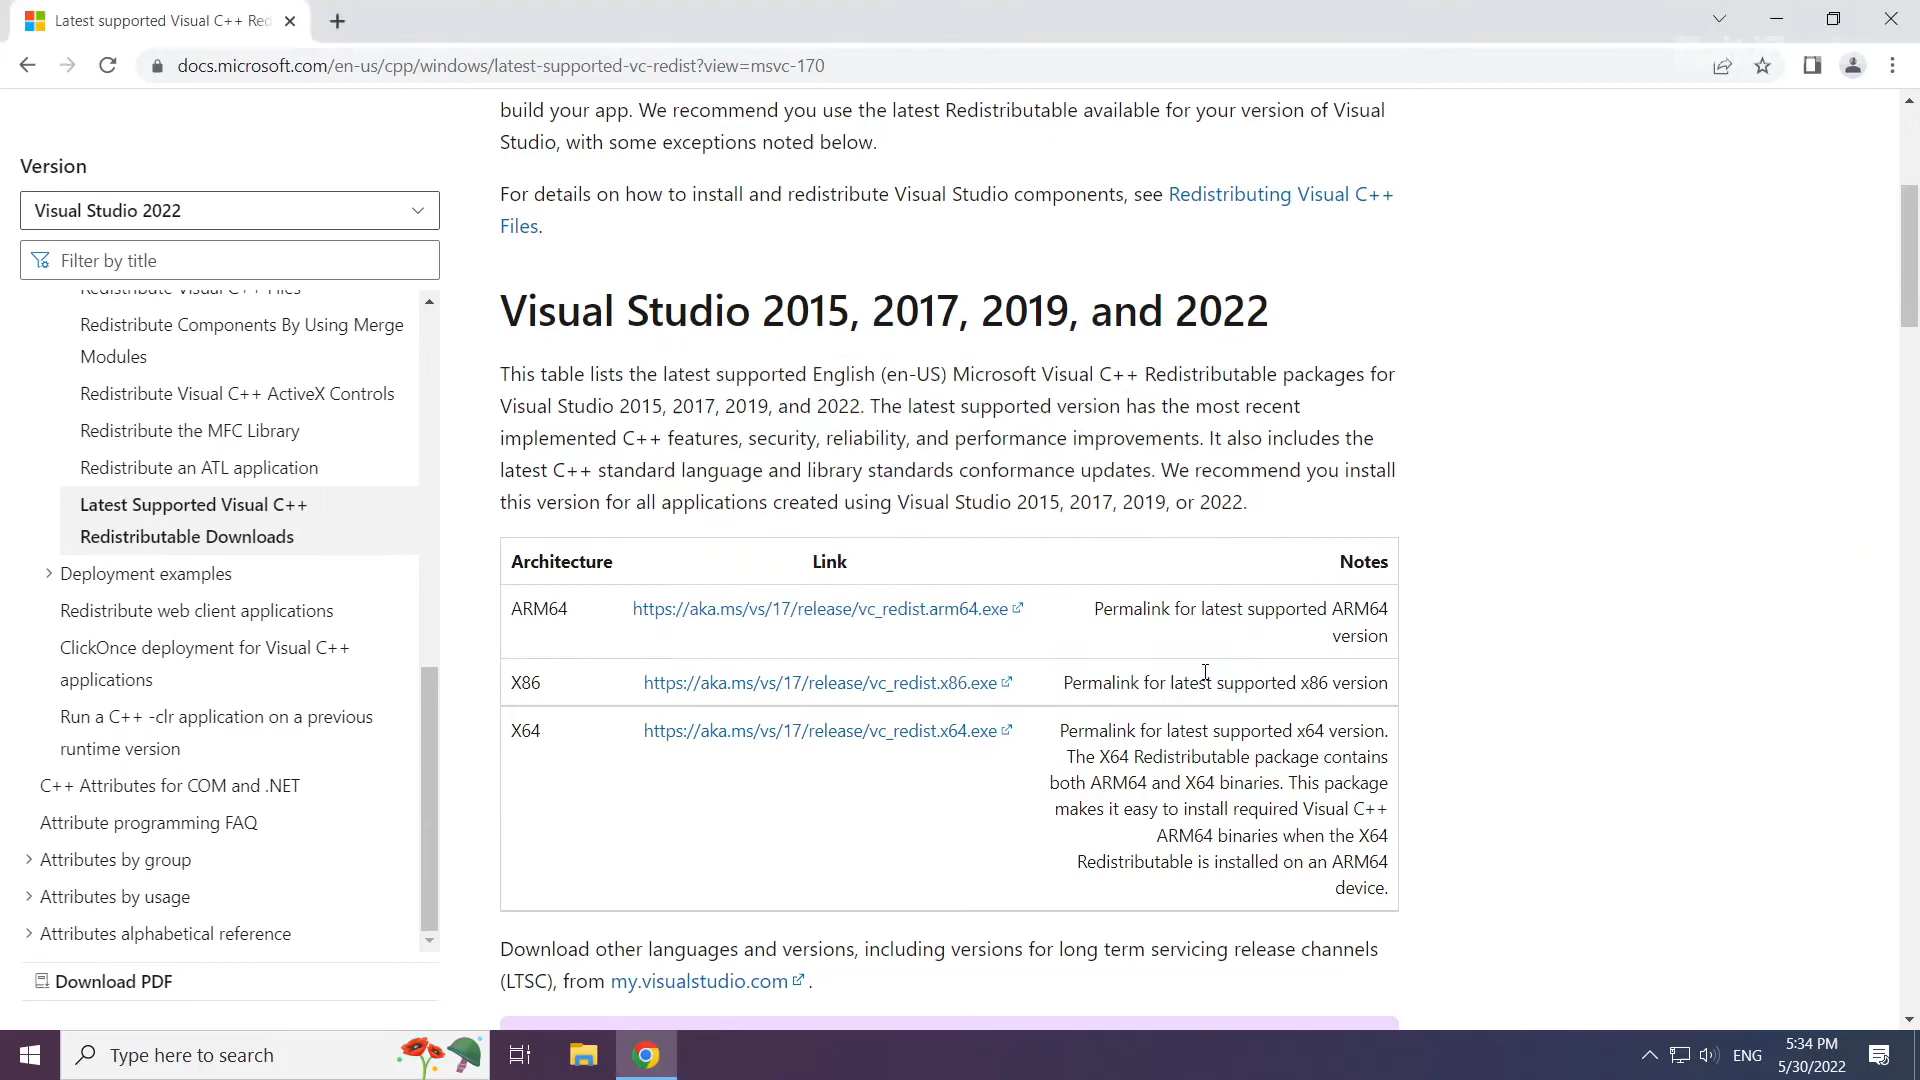 Latest supported Visual C++ Red
docs.microsoft.com/en-us/cpp/windows/latest-supported-vc-redist?view=msvc-170
Version
Visual Studio 2022
Filter by title
Redistribute Visual C++ Files
Redistribute Components By Using Merge
Modules
Redistribute Visual C++ ActiveX Controls
Redistribute the MFC Library
Redistribute an ATL application
Latest Supported Visual C++
Redistributable Downloads
Deployment examples
Redistribute web client applications
ClickOnce deployment for Visual C++
applications
Run a C++ -clr application on a previous
runtime version
C++ Attributes for COM and .NET
Attribute programming FAQ
Attributes by group
Attributes by usage
Attributes alphabetical reference
Download PDF
build your app. We recommend you use the latest Redistributable available for your version of Visual
Studio, with some exceptions noted below.
For details on how to install and redistribute Visual Studio components, see Redistributing Visual C++
Files.
Visual Studio 2015, 2017, 2019, and 2022
This table lists the latest supported English (en-US) Microsoft Visual C++ Redistributable packages for
Visual Studio 2015, 2017, 2019, and 2022. The latest supported version has the most recent
implemented C++ features, security, reliability, and performance improvements. It also includes the
latest C++ standard language and library standards conformance updates. We recommend you install
this version for all applications created using Visual Studio 2015, 2017, 2019, or 2022.
Architecture Link Notes
ARM64 https://aka.ms/vs/17/release/vc_redist.arm64.exe Permalink for latest supported ARM64
version
X86 https://aka.ms/vs/17/release/vc_redist.x86.exe Permalink for latest supported x86 version
X64 https://aka.ms/vs/17/release/vc_redist.x64.exe Permalink for latest supported x64 version.
The X64 Redistributable package contains
both ARM64 and X64 binaries. This package
makes it easy to install required Visual C++
ARM64 binaries when the X64
Redistributable is installed on an ARM64
device.
Download other languages and versions, including versions for long term servicing release channels
(LTSC), from my.visualstudio.com .
Type here to search
ENG
5:34 PM
5/30/2022